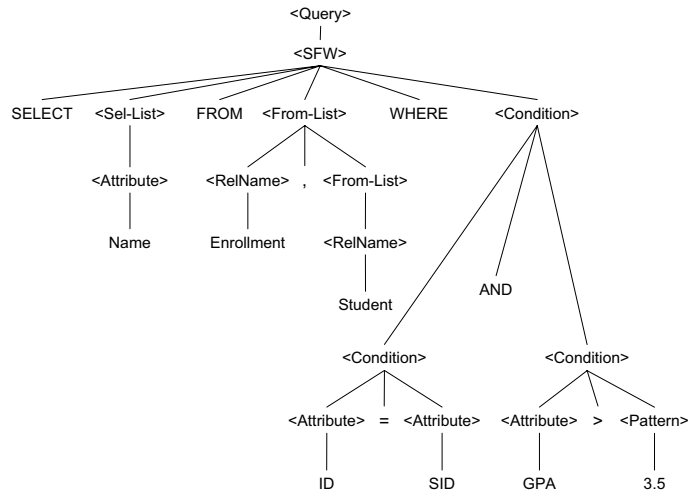 <Query>
<SFW>
SELECT <Sel-List> FROM <From-List> WHERE <Condition>
<Attribute> <RelName> , <From-List>
Name Enrollment <RelName>
AND
Student
<Condition> <Condition>
<Attribute> = <Attribute> <Attribute> > <Pattern>
ID SID GPA 3.5